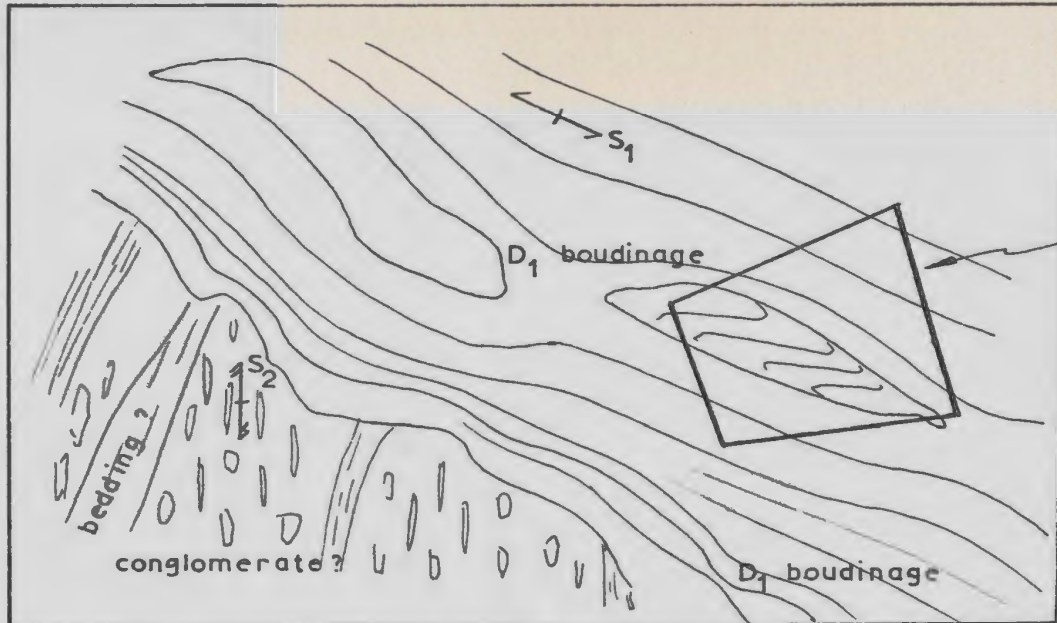 S₁
D₁ boudinage
S₂
bedding ?
conglomerate ?
D₁ boudinage